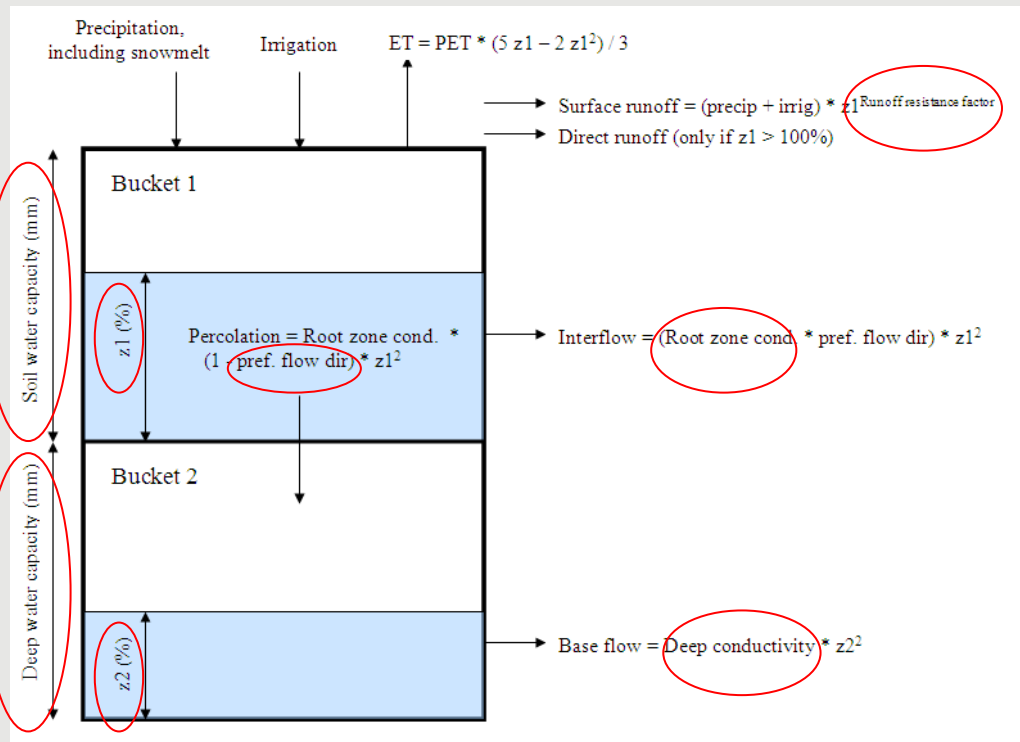 Precipitation,
including snowmelt
Irrigation
ET = PET * (5 z1 – 2 z1²) / 3
Surface runoff = (precip + irrig) * z1^Runoff resistance factor
Direct runoff (only if z1 > 100%)
Bucket 1
Soil water capacity (mm)
z1 (%)
Percolation = Root zone cond. *
(1 - pref. flow dir) * z1²
Interflow = (Root zone cond. * pref. flow dir) * z1²
Bucket 2
Deep water capacity (mm)
z2 (%)
Base flow = Deep conductivity * z2²